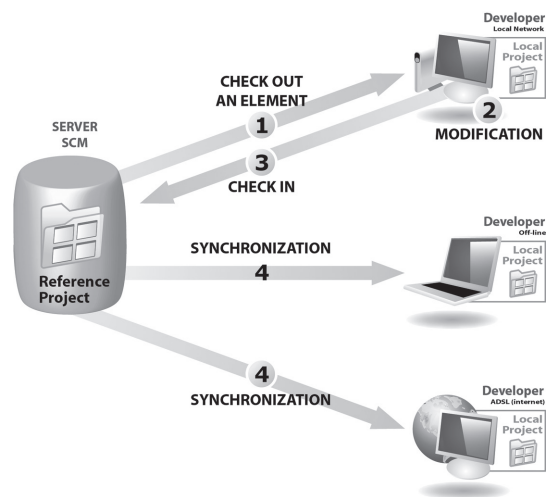 Developer
Local Network
Local
Project
CHECK OUT
AN ELEMENT
1
2
MODIFICATION
SERVER
SCM
3
CHECK IN
Reference
Project
SYNCHRONIZATION
4
Developer
Off-line
Local
Project
4
SYNCHRONIZATION
Developer
ADSL (internet)
Local
Project